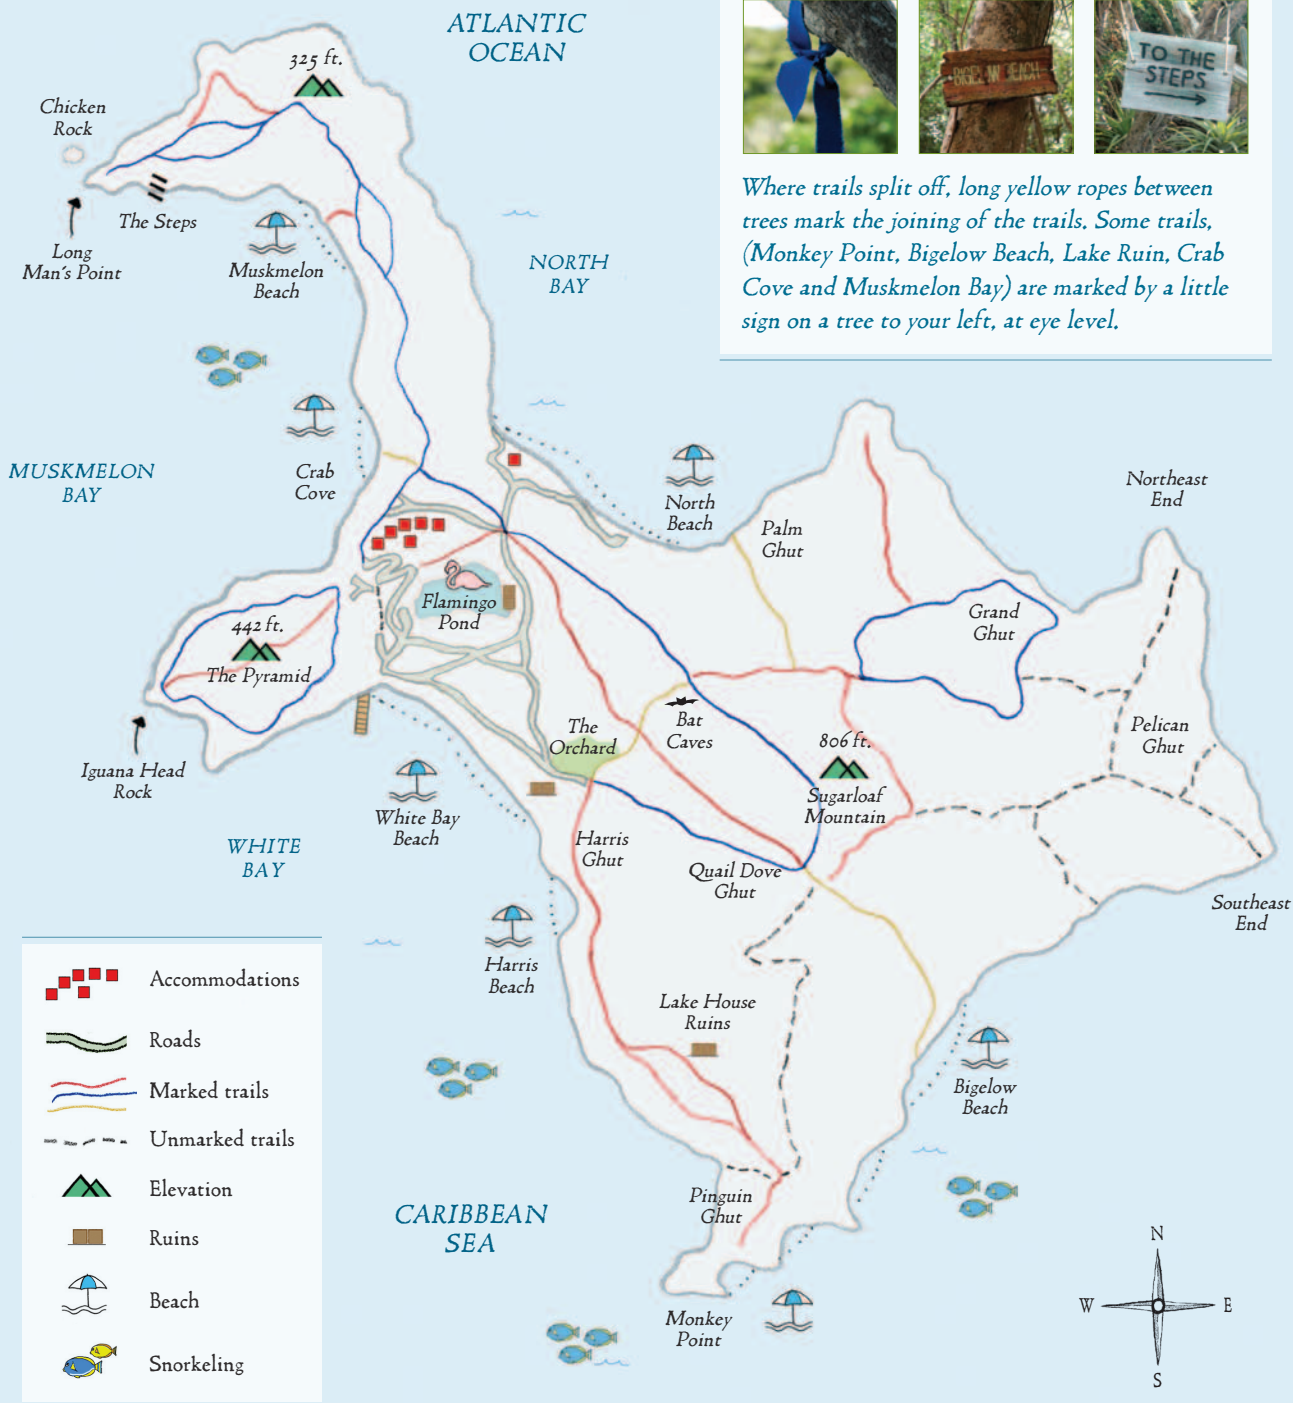 ATLANTIC
OCEAN
BIGELOW BEACH
TO THE
STEPS
Where trails split off, long yellow ropes between
trees mark the joining of the trails. Some trails,
(Monkey Point, Bigelow Beach, Lake Ruin, Crab
Cove and Muskmelon Bay) are marked by a little
sign on a tree to your left, at eye level.
325 ft.
Chicken
Rock
The Steps
Long
Man's Point
Muskmelon
Beach
NORTH
BAY
MUSKMELON
BAY
Crab
Cove
North
Beach
Palm
Ghut
Northeast
End
Flamingo
Pond
Grand
Ghut
442 ft.
The Pyramid
Iguana Head
Rock
The
Orchard
Bat
Caves
806 ft.
Sugarloaf
Mountain
Pelican
Ghut
White Bay
Beach
WHITE
BAY
Harris
Ghut
Quail Dove
Ghut
Southeast
End
Harris
Beach
Lake House
Ruins
Bigelow
Beach
CARIBBEAN
SEA
Pinguin
Ghut
Monkey
Point
Accommodations
Roads
Marked trails
Unmarked trails
Elevation
Ruins
Beach
Snorkeling
N
W
E
S